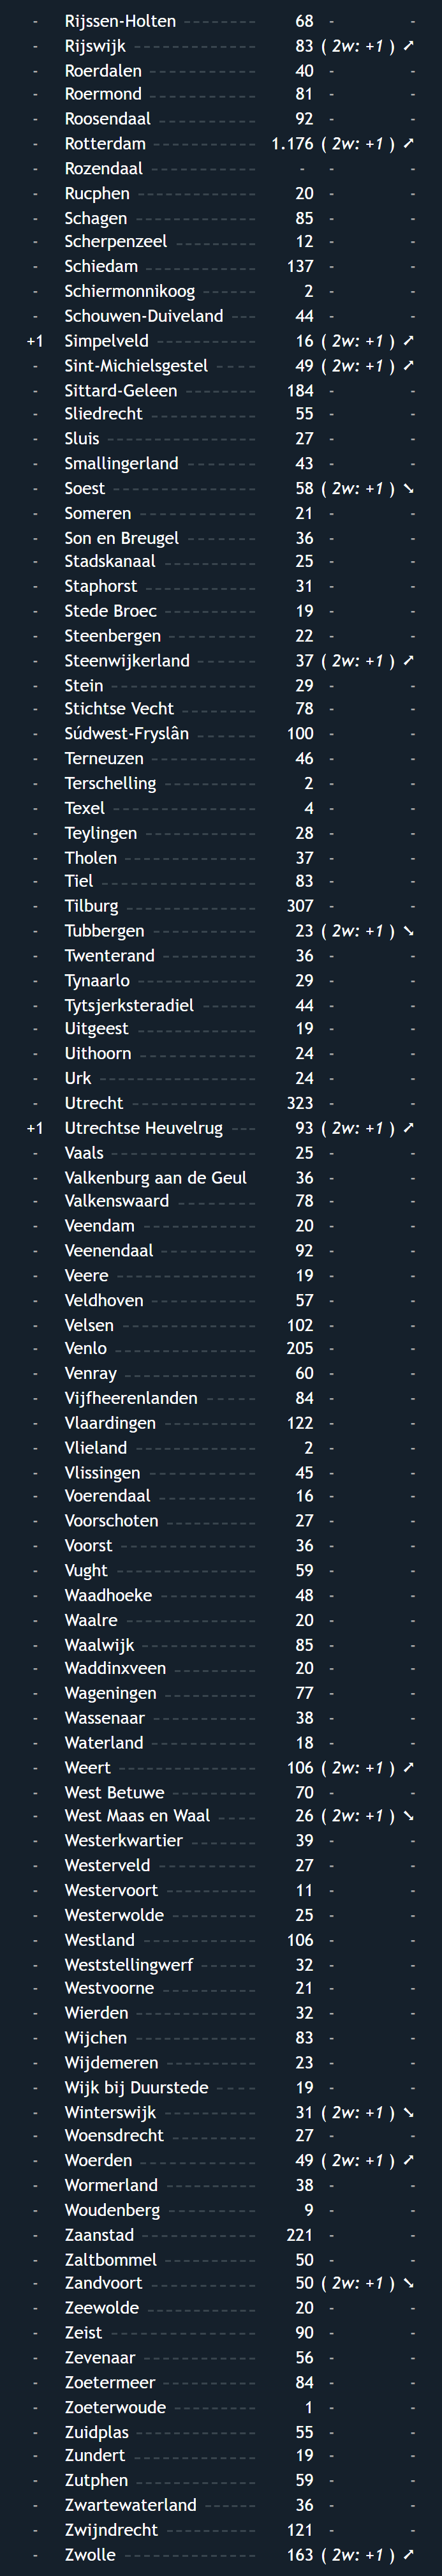 - Rijssen-Holten 68 - -
- Rijswijk 83 ( 2w: +1 ) ➚
- Roerdalen 40 - -
- Roermond 81 - -
- Roosendaal 92 - -
- Rotterdam 1.176 ( 2w: +1 ) ➚
- Rozendaal - - -
- Rucphen 20 - -
- Schagen 85 - -
- Scherpenzeel 12 - -
- Schiedam 137 - -
- Schiermonnikoog 2 - -
- Schouwen-Duiveland 44 - -
+1 Simpelveld 16 ( 2w: +1 ) ➚
- Sint-Michielsgestel 49 ( 2w: +1 ) ➚
- Sittard-Geleen 184 - -
- Sliedrecht 55 - -
- Sluis 27 - -
- Smallingerland 43 - -
- Soest 58 ( 2w: +1 ) ➘
- Someren 21 - -
- Son en Breugel 36 - -
- Stadskanaal 25 - -
- Staphorst 31 - -
- Stede Broec 19 - -
- Steenbergen 22 - -
- Steenwijkerland 37 ( 2w: +1 ) ➚
- Stein 29 - -
- Stichtse Vecht 78 - -
- Súdwest-Fryslân 100 - -
- Terneuzen 46 - -
- Terschelling 2 - -
- Texel 4 - -
- Teylingen 28 - -
- Tholen 37 - -
- Tiel 83 - -
- Tilburg 307 - -
- Tubbergen 23 ( 2w: +1 ) ➘
- Twenterand 36 - -
- Tynaarlo 29 - -
- Tytsjerksteradiel 44 - -
- Uitgeest 19 - -
- Uithoorn 24 - -
- Urk 24 - -
- Utrecht 323 - -
+1 Utrechtse Heuvelrug 93 ( 2w: +1 ) ➚
- Vaals 25 - -
- Valkenburg aan de Geul 36 - -
- Valkenswaard 78 - -
- Veendam 20 - -
- Veenendaal 92 - -
- Veere 19 - -
- Veldhoven 57 - -
- Velsen 102 - -
- Venlo 205 - -
- Venray 60 - -
- Vijfheerenlanden 84 - -
- Vlaardingen 122 - -
- Vlieland 2 - -
- Vlissingen 45 - -
- Voerendaal 16 - -
- Voorschoten 27 - -
- Voorst 36 - -
- Vught 59 - -
- Waadhoeke 48 - -
- Waalre 20 - -
- Waalwijk 85 - -
- Waddinxveen 20 - -
- Wageningen 77 - -
- Wassenaar 38 - -
- Waterland 18 - -
- Weert 106 ( 2w: +1 ) ➚
- West Betuwe 70 - -
- West Maas en Waal 26 ( 2w: +1 ) ➘
- Westerkwartier 39 - -
- Westerveld 27 - -
- Westervoort 11 - -
- Westerwolde 25 - -
- Westland 106 - -
- Weststellingwerf 32 - -
- Westvoorne 21 - -
- Wierden 32 - -
- Wijchen 83 - -
- Wijdemeren 23 - -
- Wijk bij Duurstede 19 - -
- Winterswijk 31 ( 2w: +1 ) ➘
- Woensdrecht 27 - -
- Woerden 49 ( 2w: +1 ) ➚
- Wormerland 38 - -
- Woudenberg 9 - -
- Zaanstad 221 - -
- Zaltbommel 50 - -
- Zandvoort 50 ( 2w: +1 ) ➘
- Zeewolde 20 - -
- Zeist 90 - -
- Zevenaar 56 - -
- Zoetermeer 84 - -
- Zoeterwoude 1 - -
- Zuidplas 55 - -
- Zundert 19 - -
- Zutphen 59 - -
- Zwartewaterland 36 - -
- Zwijndrecht 121 - -
- Zwolle 163 ( 2w: +1 ) ➚